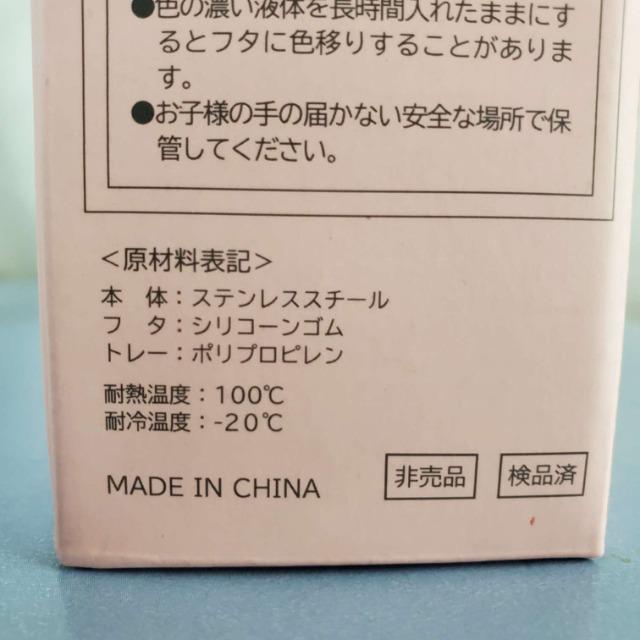 ●色の濃い液体を長時間入れたままにす
るとフタに色移りすることがありま
す。
●お子様の手の届かない安全な場所で保
管してください。
＜原材料表記＞
本　体：ステンレススチール
フ　タ：シリコーンゴム
トレー：ポリプロピレン
耐熱温度：100℃
耐冷温度：-20℃
MADE IN CHINA
非売品
検品済